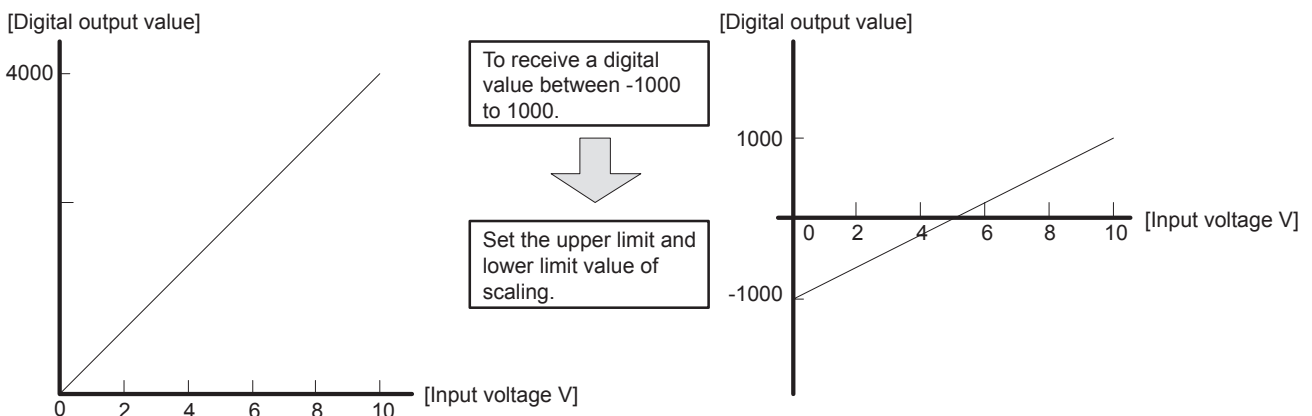 [Digital output value]
4000
0 2 4 6 8 10
[Input voltage V]
To receive a digital
value between -1000
to 1000.
Set the upper limit and
lower limit value of
scaling.
[Digital output value]
1000
0 2 4 6 8 10
[Input voltage V]
-1000